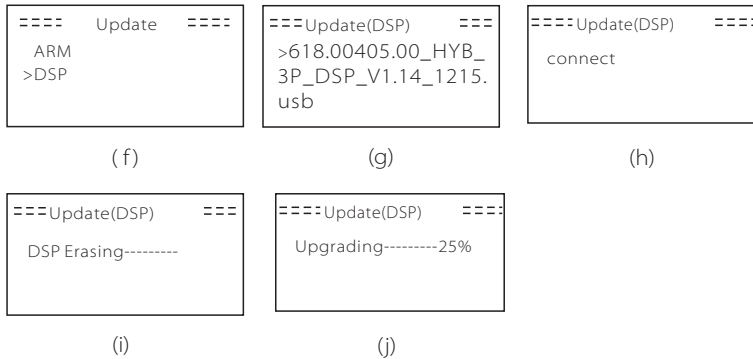 ==== Update ====
ARM
>DSP
(f)
===Update(DSP) ===
>618.00405.00_HYB_
3P_DSP_V1.14_1215.
usb
(g)
====Update(DSP) ====
connect
(h)
===Update(DSP) ===
DSP Erasing---------
(i)
====Update(DSP) ====
Upgrading---------25%
(j)